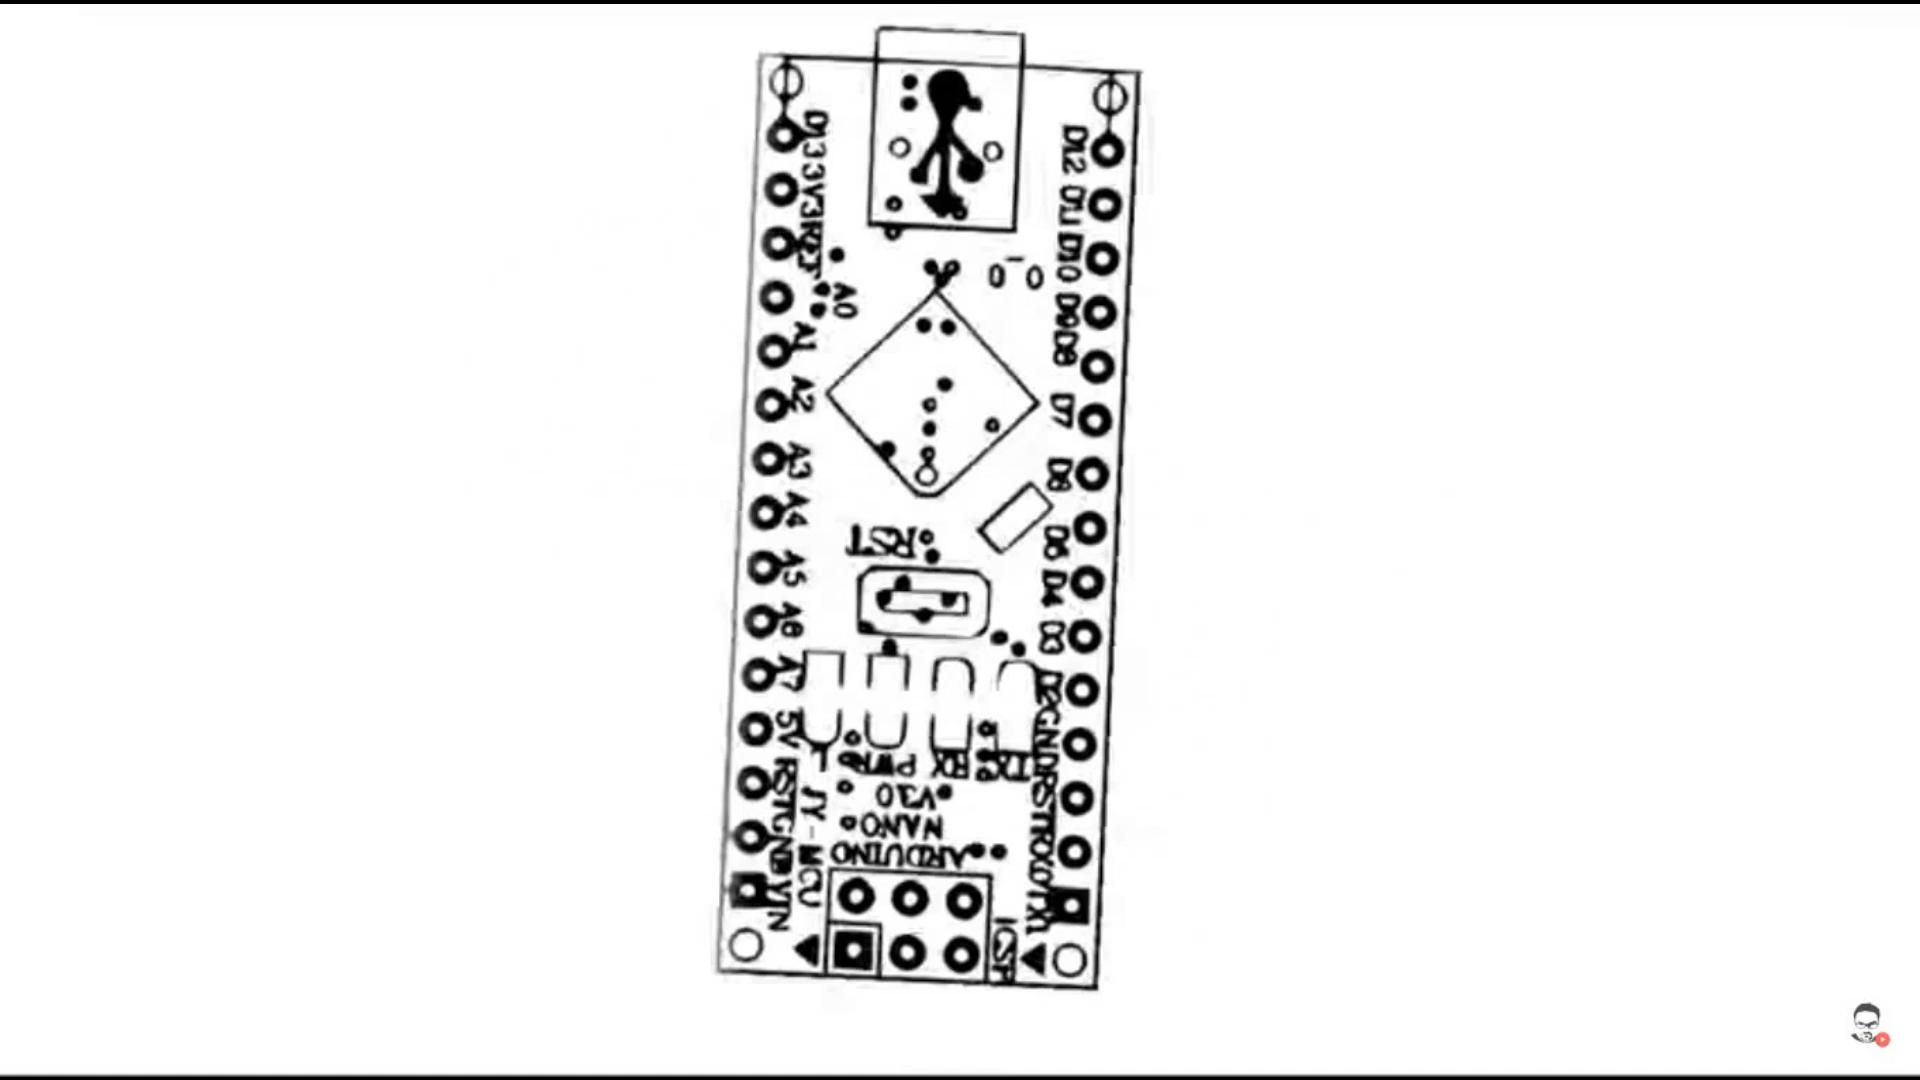 D13
3V3
REF
A0
A1
A2
A3
A4
A5
A6
A7
5V
RST
GND
VIN
D12
D11
D10
D9
D8
D7
D6
D5
D4
D3
D2
GND
RST
RX0
TX1
RST
L PWR RX TX
V3.0
NANO
ARDUINO
JY-MCU
ICSP